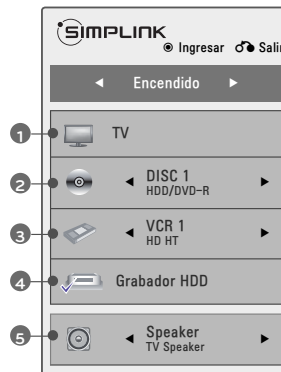 SIMPLINK
Ingresar Salir
Encendido
1 TV
2 DISC 1
HDD/DVD-R
3 VCR 1
HD HT
4 Grabador HDD
5 Speaker
TV Speaker